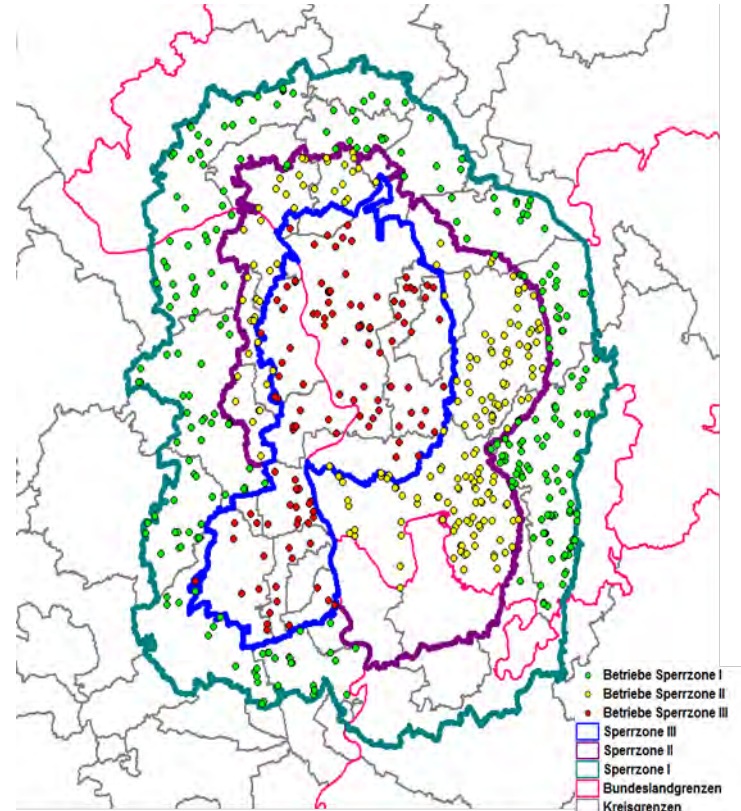 Betriebe Sperrzone I
Betriebe Sperrzone II
Betriebe Sperrzone III
Sperrzone III
Sperrzone II
Sperrzone I
Bundeslandgrenzen
Kreisgrenzen